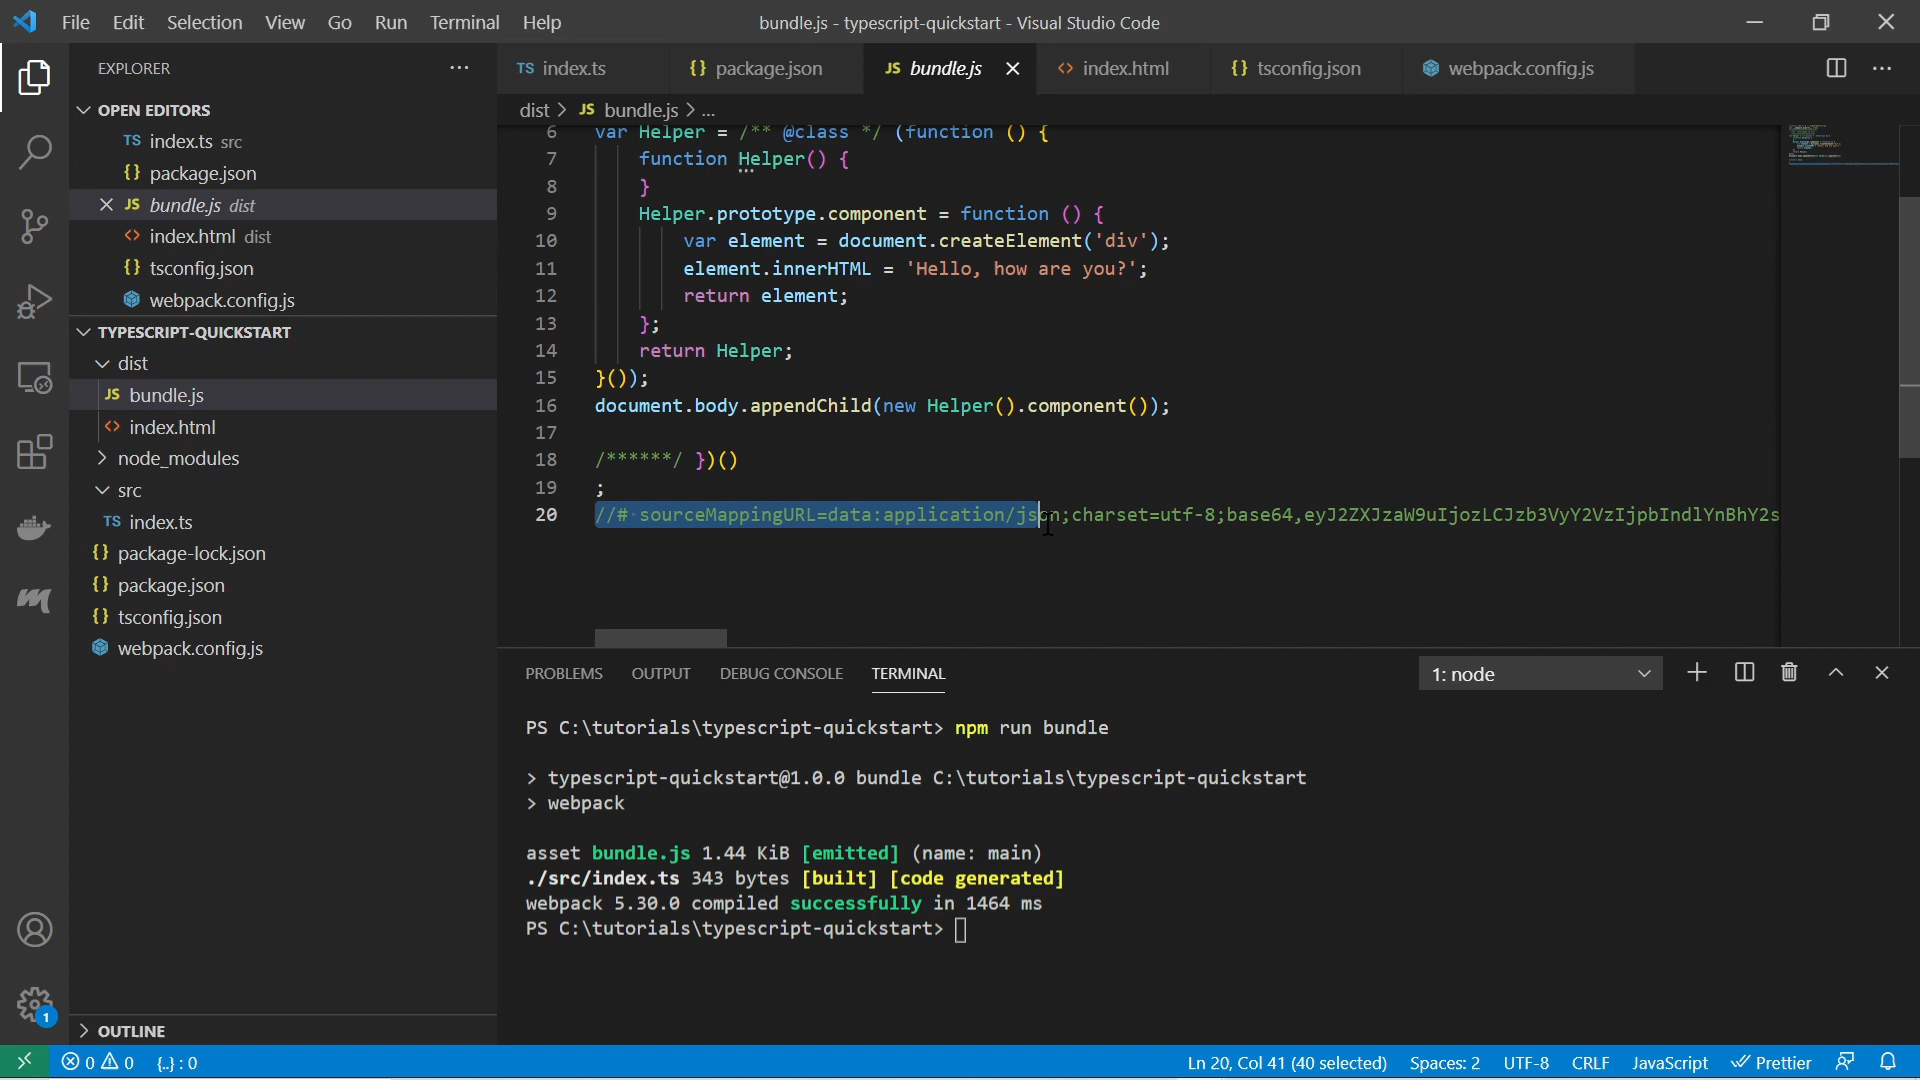 File Edit Selection View Go Run Terminal Help
bundle.js - typescript-quickstart - Visual Studio Code
EXPLORER
OPEN EDITORS
TS index.ts src
{} package.json
JS bundle.js dist
<> index.html dist
{} tsconfig.json
webpack.config.js
TYPESCRIPT-QUICKSTART
dist
JS bundle.js
<> index.html
node_modules
src
TS index.ts
{} package-lock.json
{} package.json
{} tsconfig.json
webpack.config.js
OUTLINE
1
TS index.ts {} package.json JS bundle.js <> index.html {} tsconfig.json webpack.config.js
dist > JS bundle.js > ...
6 var Helper = /** @class */ (function () {
7 function Helper() {
8 }
9 Helper.prototype.component = function () {
10 var element = document.createElement('div');
11 element.innerHTML = 'Hello, how are you?';
12 return element;
13 };
14 return Helper;
15 }());
16 document.body.appendChild(new Helper().component());
17
18 /******/ })()
19 ;
20 //# sourceMappingURL=data:application/json;charset=utf-8;base64,eyJ2ZXJzaW9uIjozLCJzb3VyY2VzIjpbIndlYnBhY2s
PROBLEMS OUTPUT DEBUG CONSOLE TERMINAL
1: node
PS C:\tutorials\typescript-quickstart> npm run bundle
> typescript-quickstart@1.0.0 bundle C:\tutorials\typescript-quickstart
> webpack
asset bundle.js 1.44 KiB [emitted] (name: main)
./src/index.ts 343 bytes [built] [code generated]
webpack 5.30.0 compiled successfully in 1464 ms
PS C:\tutorials\typescript-quickstart>
0 0 {..} : 0
Ln 20, Col 41 (40 selected) Spaces: 2 UTF-8 CRLF JavaScript Prettier